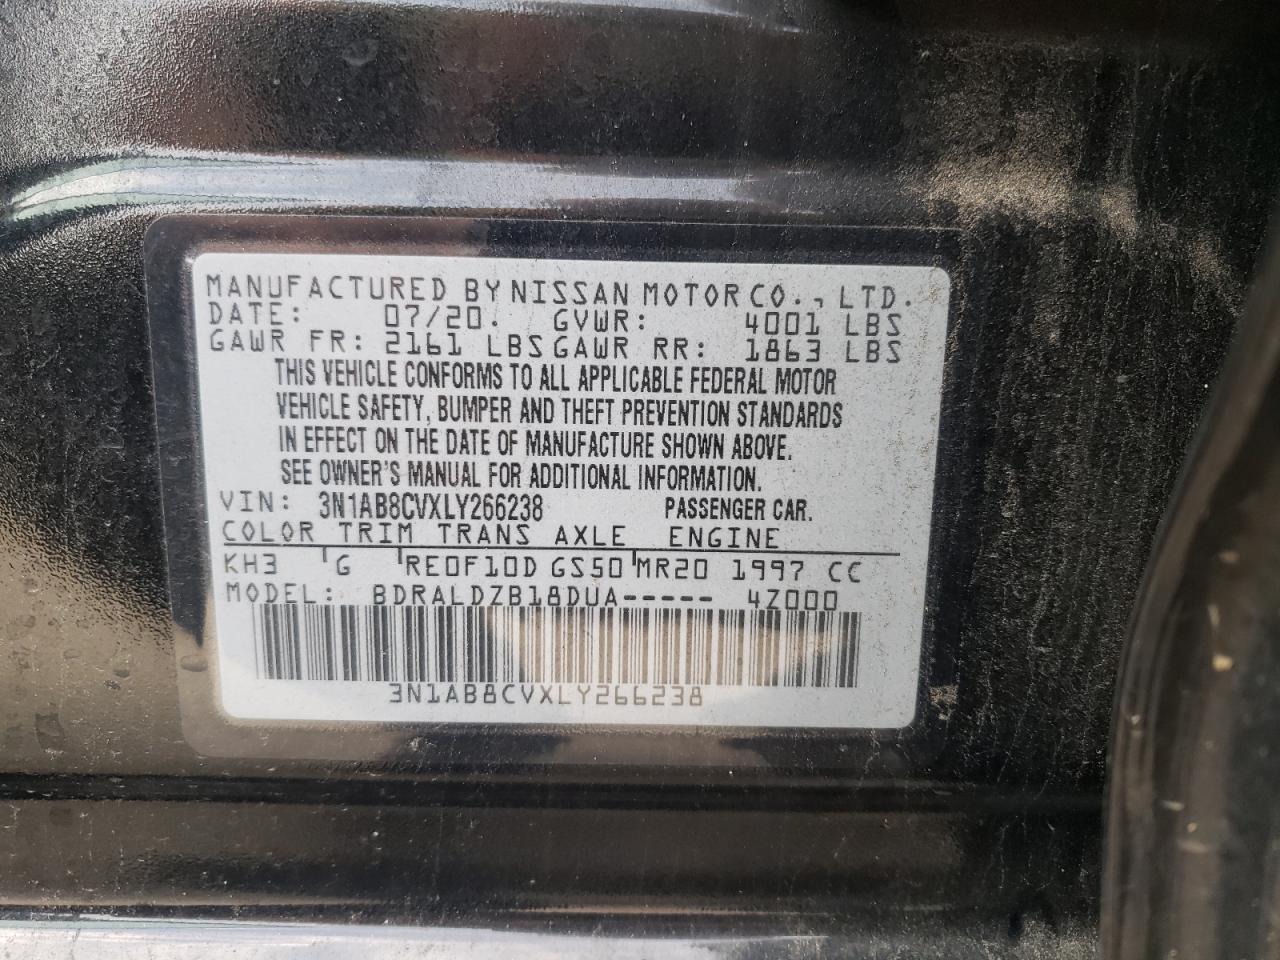 MANUFACTURED BY NISSAN MOTOR CO., LTD.
DATE: 07/20. GVWR: 4001 LBS
GAWR FR: 2161 LBS GAWR RR: 1863 LBS
THIS VEHICLE CONFORMS TO ALL APPLICABLE FEDERAL MOTOR
VEHICLE SAFETY, BUMPER AND THEFT PREVENTION STANDARDS
IN EFFECT ON THE DATE OF MANUFACTURE SHOWN ABOVE.
SEE OWNER'S MANUAL FOR ADDITIONAL INFORMATION.
VIN: 3N1AB8CVXLY266238 PASSENGER CAR.
COLOR TRIM TRANS AXLE ENGINE
KH3 G RE0F10D GS50 MR20 1997 CC
MODEL: BDRALDZB18DUA----- 4Z000
3N1AB8CVXLY266238